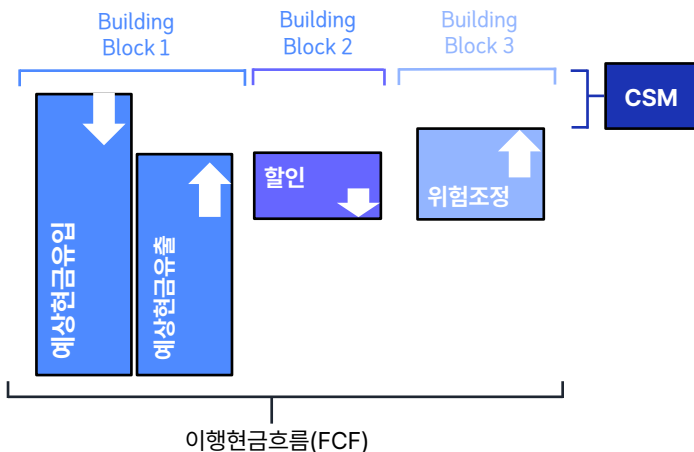 Building
Block 1
Building
Block 2
Building
Block 3
CSM
예상현금유입
예상현금유출
할인
위험조정
이행현금흐름(FCF)